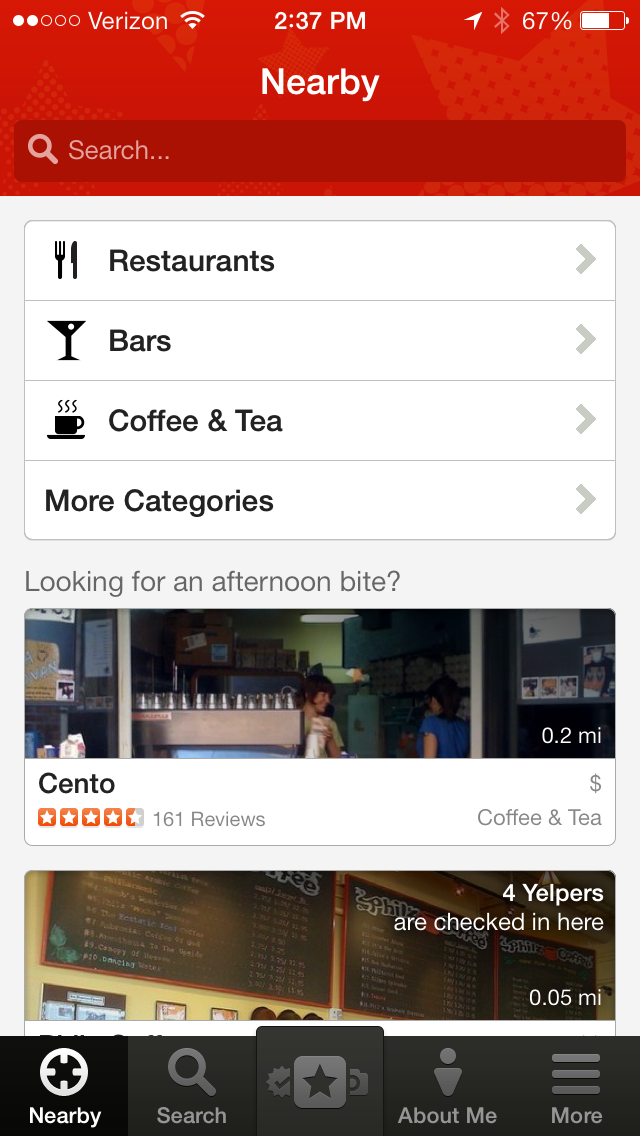 Verizon 2:37 PM 67%
Nearby
Search...
Restaurants
Bars
Coffee & Tea
More Categories
Looking for an afternoon bite?
0.2 mi
Cento $
161 Reviews Coffee & Tea
4 Yelpers
are checked in here
0.05 mi
Nearby Search About Me More